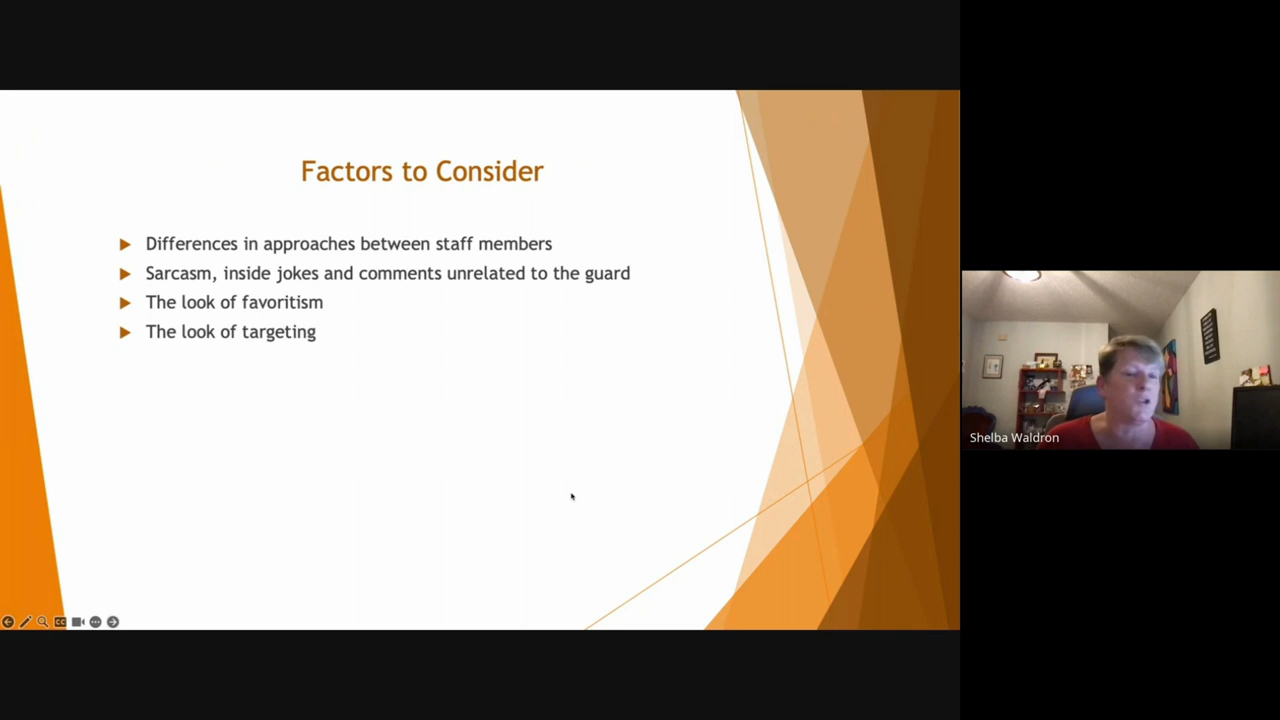 Factors to Consider
Differences in approaches between staff members
Sarcasm, inside jokes and comments unrelated to the guard
The look of favoritism
The look of targeting
CC
Shelba Waldron